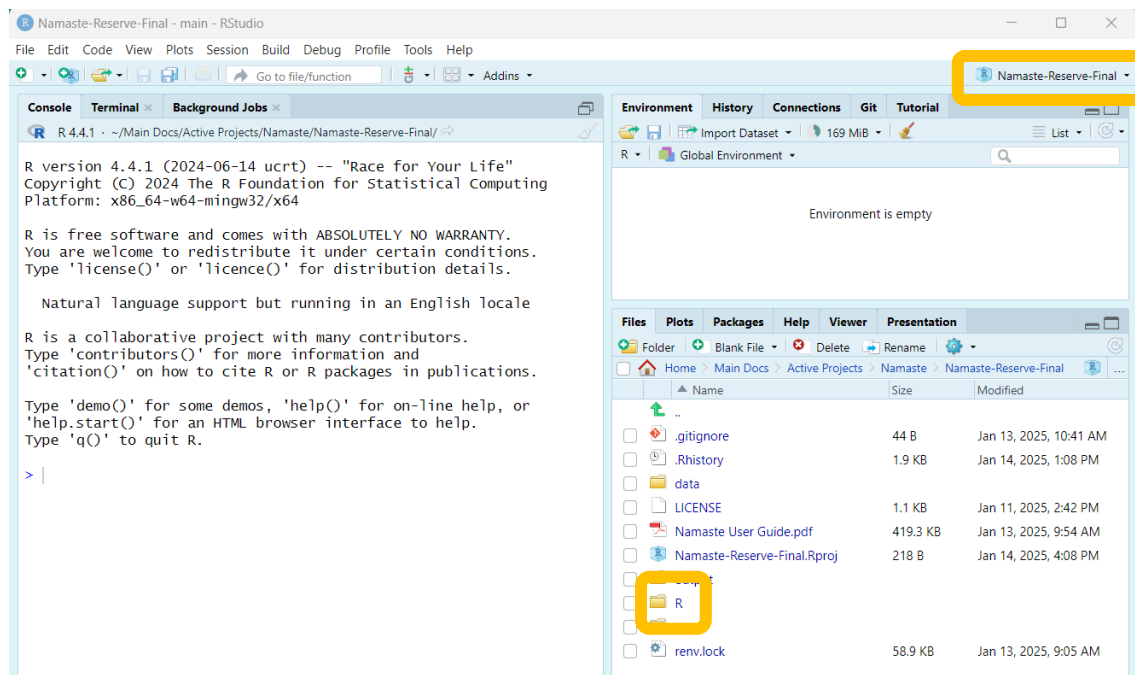 Namaste-Reserve-Final - main - RStudio
File Edit Code View Plots Session Build Debug Profile Tools Help
Go to file/function Addins Namaste-Reserve-Final
Console Terminal Background Jobs
R 4.4.1 · ~/Main Docs/Active Projects/Namaste/Namaste-Reserve-Final/
R version 4.4.1 (2024-06-14 ucrt) -- "Race for Your Life"
Copyright (C) 2024 The R Foundation for Statistical Computing
Platform: x86_64-w64-mingw32/x64
R is free software and comes with ABSOLUTELY NO WARRANTY.
You are welcome to redistribute it under certain conditions.
Type 'license()' or 'licence()' for distribution details.
Natural language support but running in an English locale
R is a collaborative project with many contributors.
Type 'contributors()' for more information and
'citation()' on how to cite R or R packages in publications.
Type 'demo()' for some demos, 'help()' for on-line help, or
'help.start()' for an HTML browser interface to help.
Type 'q()' to quit R.
>
Environment History Connections Git Tutorial
Import Dataset 169 MiB List
R Global Environment
Environment is empty
Files Plots Packages Help Viewer Presentation
Folder Blank File Delete Rename
Home > Main Docs > Active Projects > Namaste > Namaste-Reserve-Final ...
Name Size Modified
..
.gitignore 44 B Jan 13, 2025, 10:41 AM
.Rhistory 1.9 KB Jan 14, 2025, 1:08 PM
data
LICENSE 1.1 KB Jan 11, 2025, 2:42 PM
Namaste User Guide.pdf 419.3 KB Jan 13, 2025, 9:54 AM
Namaste-Reserve-Final.Rproj 218 B Jan 14, 2025, 4:08 PM
R
renv.lock 58.9 KB Jan 13, 2025, 9:05 AM